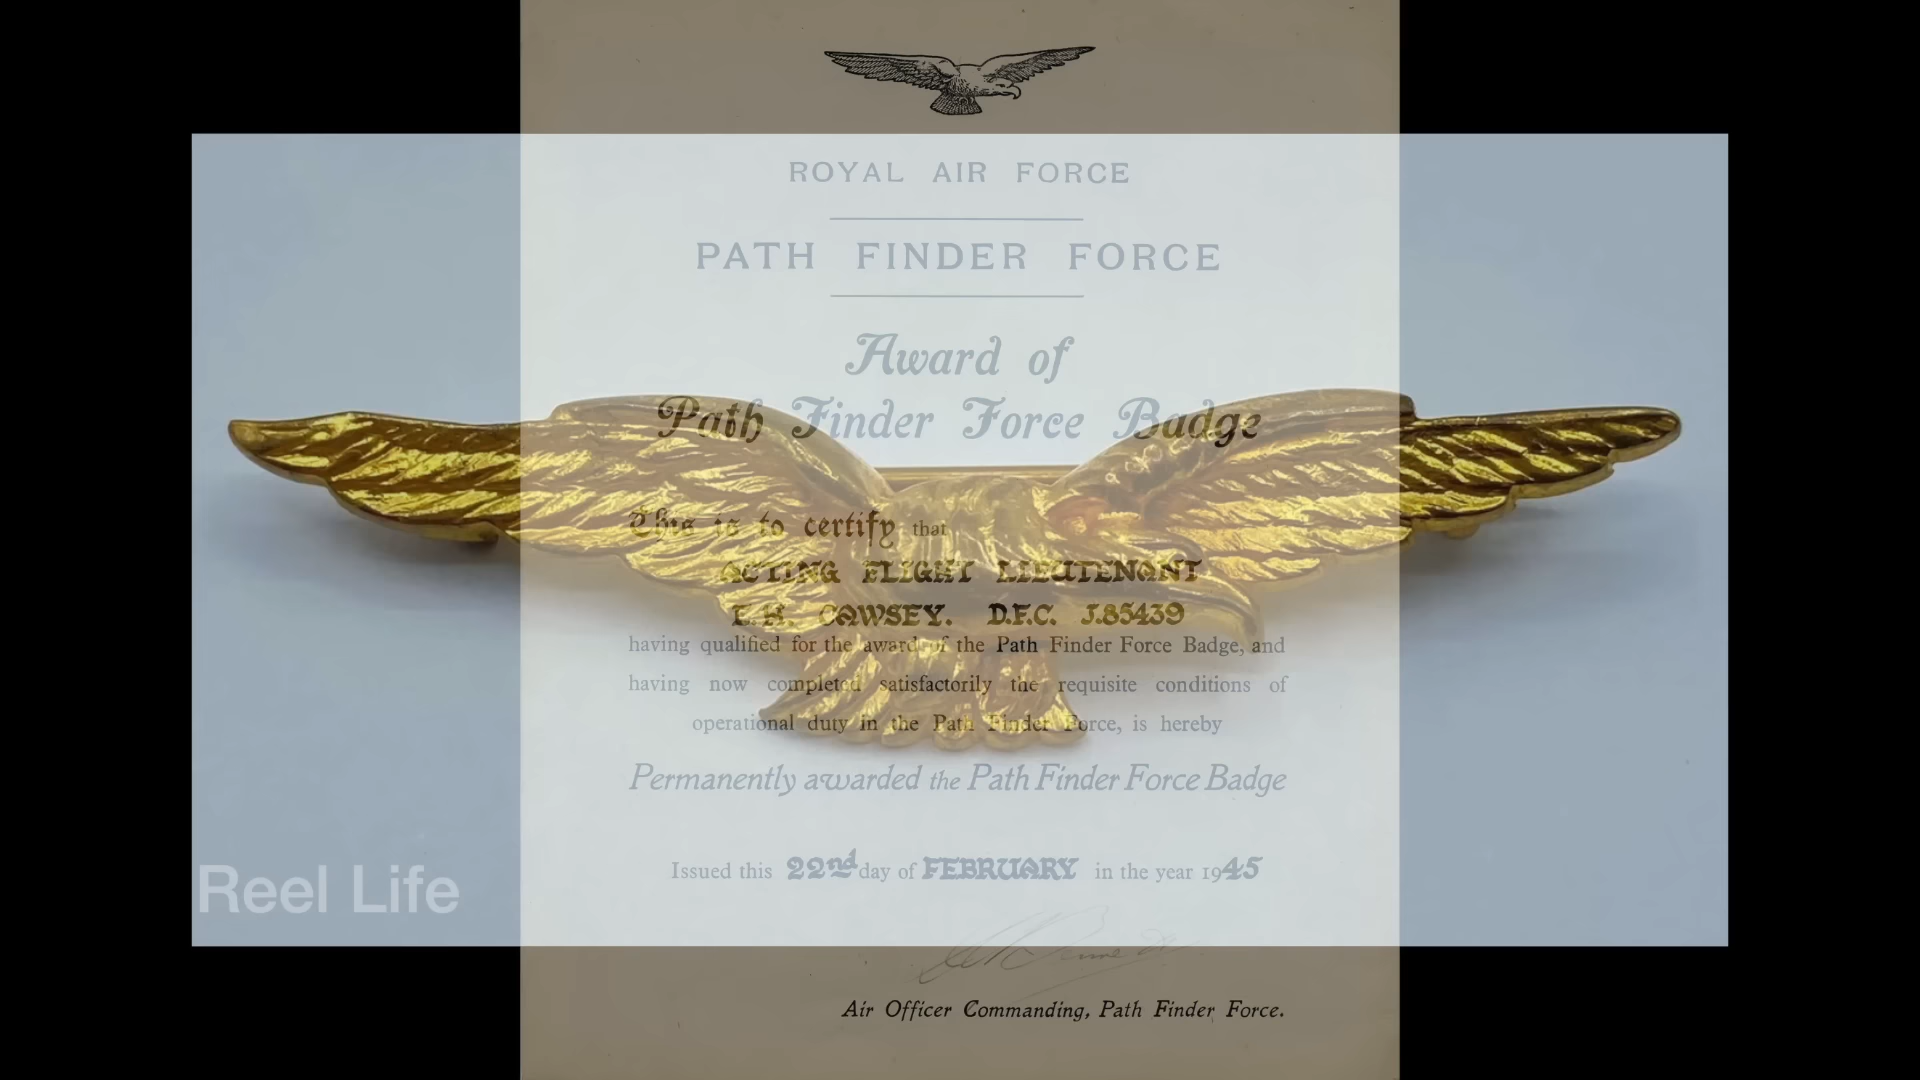 ROYAL AIR FORCE
PATH FINDER FORCE
Award of
Path Finder Force Badge
This is to certify that
ACTING FLIGHT LIEUTENANT
E.H. CAWSEY. D.F.C. J.85439
having qualified for the award of the Path Finder Force Badge, and
having now completed satisfactorily the requisite conditions of
operational duty in the Path Finder Force, is hereby
Permanently awarded the Path Finder Force Badge
Issued this 22nd day of FEBRUARY in the year 1945
Air Officer Commanding, Path Finder Force.
Reel Life